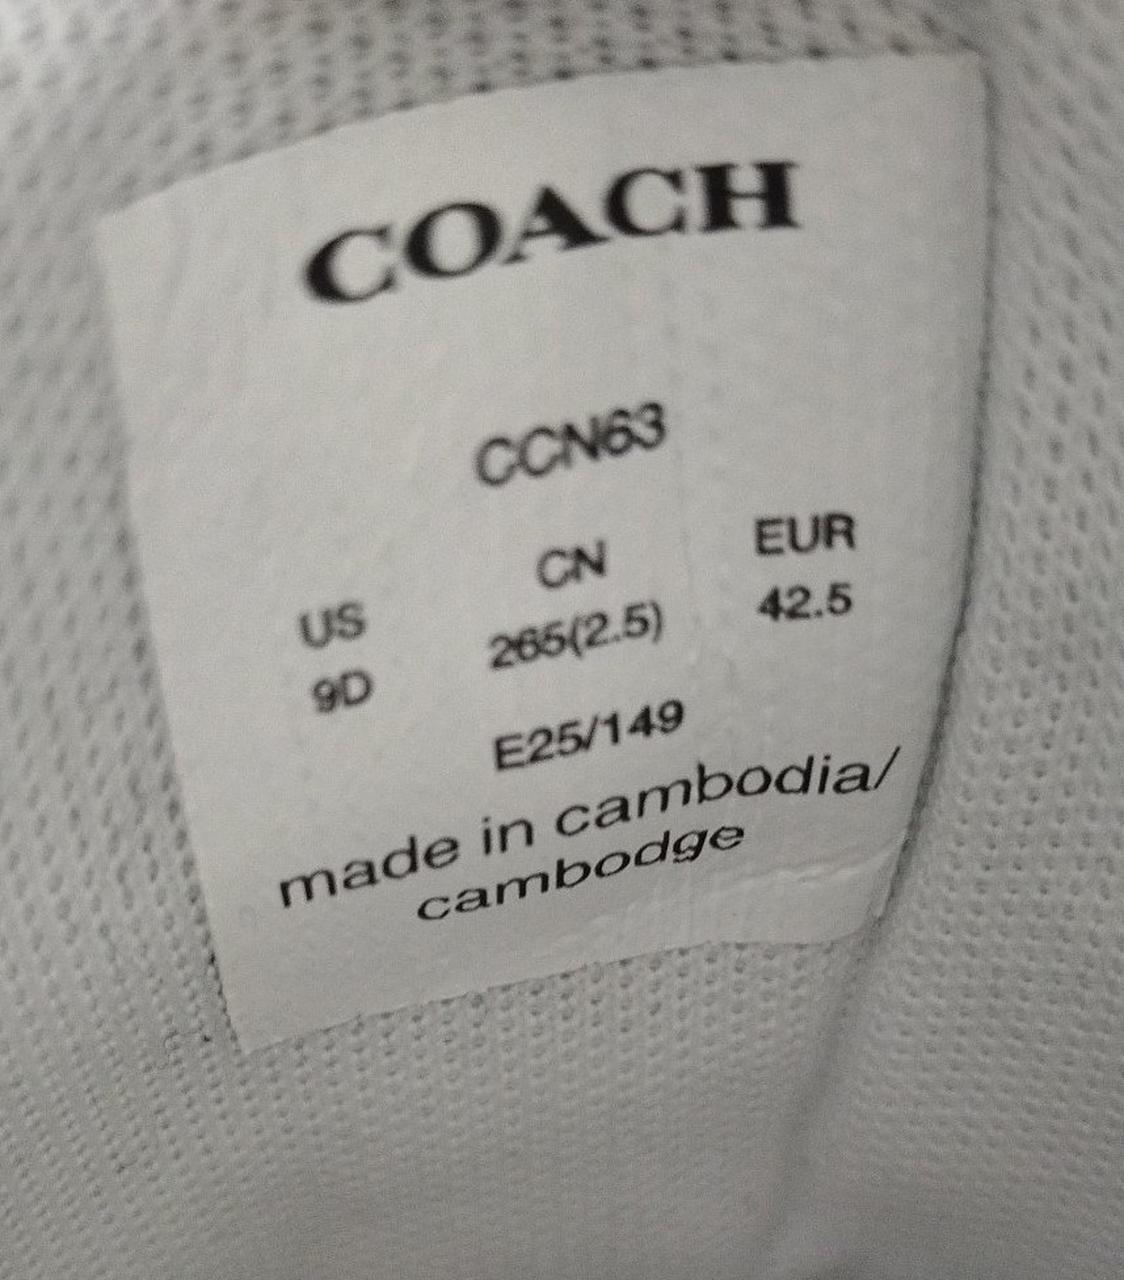 COACH
CCN63
US CN EUR
9D 265(2.5) 42.5
E25/149
made in cambodia/
cambodge